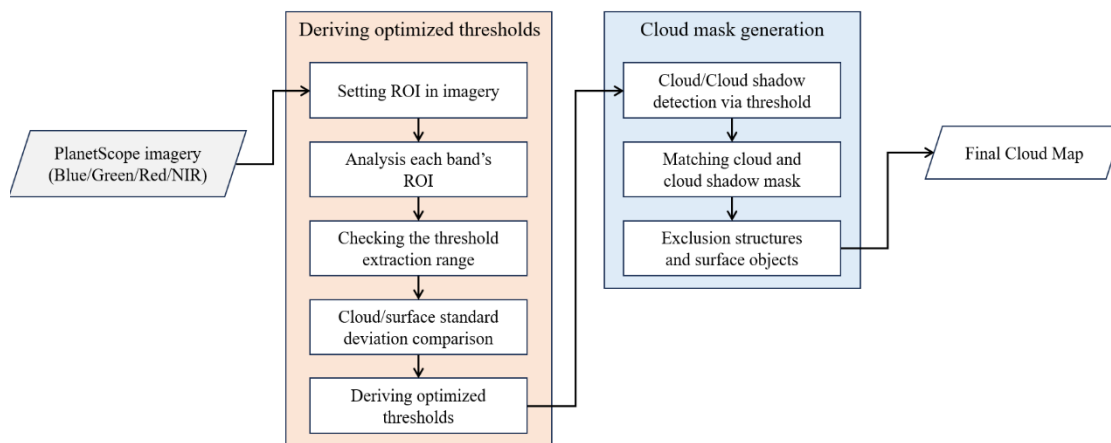 PlanetScope imagery
(Blue/Green/Red/NIR)
Deriving optimized thresholds
Setting ROI in imagery
Analysis each band's
ROI
Checking the threshold
extraction range
Cloud/surface standard
deviation comparison
Deriving optimized
thresholds
Cloud mask generation
Cloud/Cloud shadow
detection via threshold
Matching cloud and
cloud shadow mask
Exclusion structures
and surface objects
Final Cloud Map